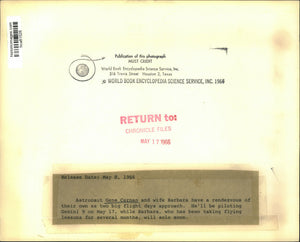 Publication of this photograph
MUST CREDIT
World Book Encyclopedia Science Service, Inc.
516 Travis Street Houston 2, Texas
© WORLD BOOK ENCYCLOPEDIA SCIENCE SERVICE, INC. 1966
RETURN to:
CHRONICLE FILES
MAY 17 1966
Release Date: May 8, 1966
Astronaut Gene Cernan and wife Barbara have a rendezvous of
their own as two big flight days approach. He'll be piloting
Gemini 9 on May 17, while Barbara, who has been taking flying
lessons for several months, will solo soon.